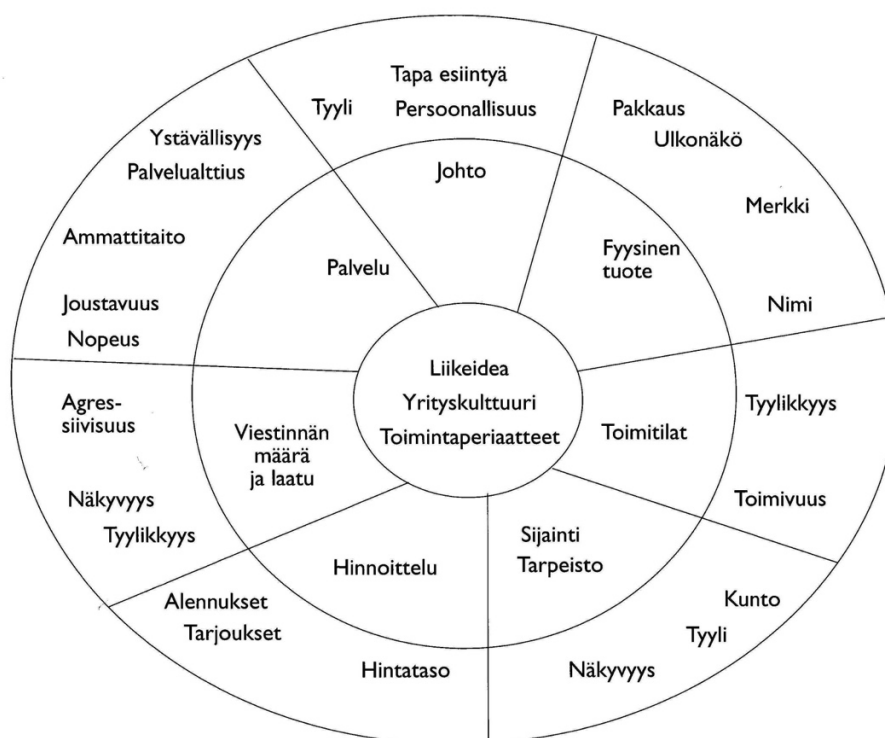 Tapa esiintyä
Tyyli
Persoonallisuus
Pakkaus
Ulkonäkö
Ystävällisyys
Palvelualttius
Johto
Merkki
Ammattitaito
Palvelu
Fyysinen
tuote
Joustavuus
Nopeus
Nimi
Liikeidea
Yrityskulttuuri
Toimintaperiaatteet
Agres-
siivisuus
Viestinnän
määrä
ja laatu
Toimitilat
Tyylikkyys
Näkyvyys
Tyylikkyys
Toimivuus
Sijainti
Tarpeisto
Hinnoittelu
Alennukset
Tarjoukset
Kunto
Tyyli
Hintataso
Näkyvyys